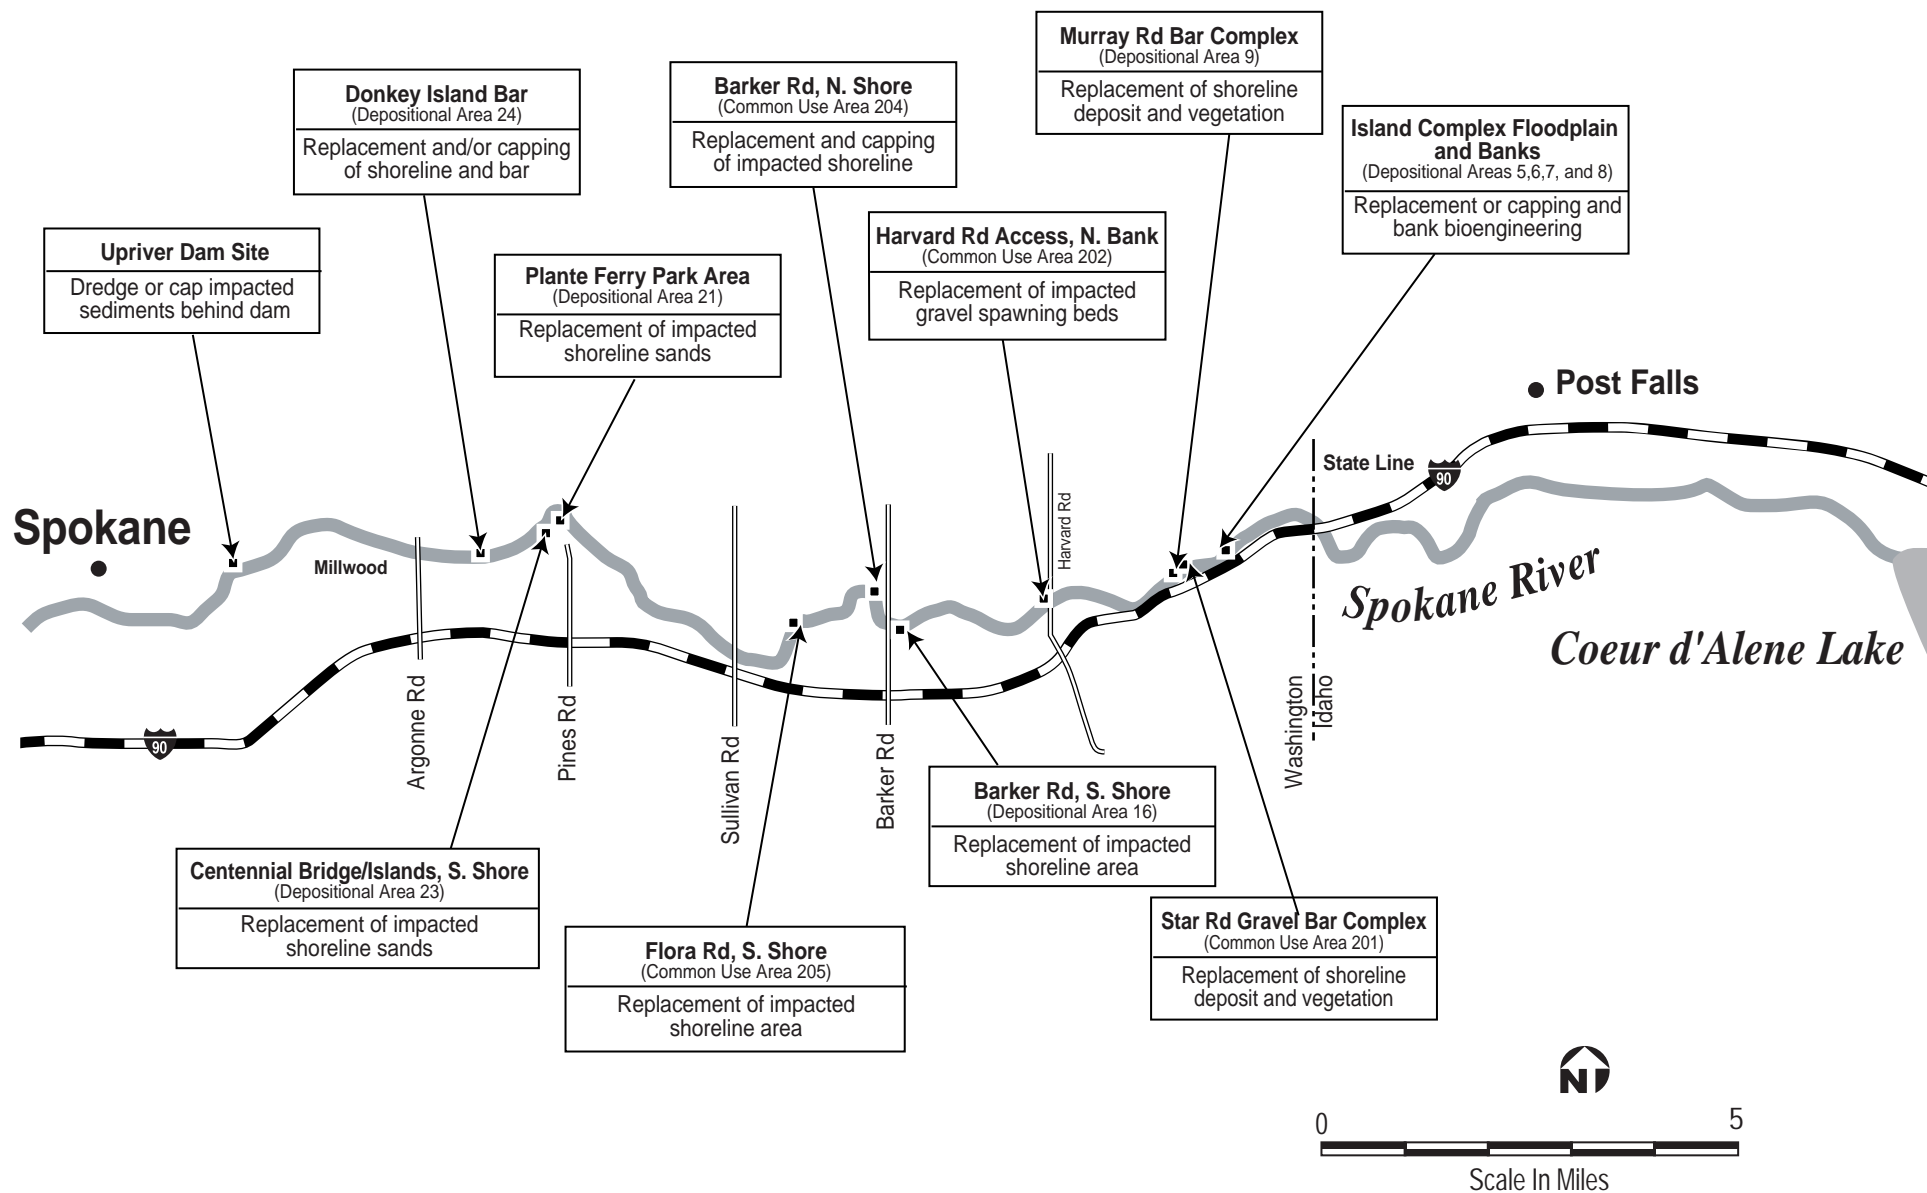 Murray Rd Bar Complex
(Depositional Area 9)
Replacement of shoreline
deposit and vegetation
Donkey Island Bar
(Depositional Area 24)
Replacement and/or capping
of shoreline and bar
Barker Rd, N. Shore
(Common Use Area 204)
Replacement and capping
of impacted shoreline
Island Complex Floodplain
and Banks
(Depositional Areas 5,6,7, and 8)
Replacement or capping and
bank bioengineering
Upriver Dam Site
Dredge or cap impacted
sediments behind dam
Plante Ferry Park Area
(Depositional Area 21)
Replacement of impacted
shoreline sands
Harvard Rd Access, N. Bank
(Common Use Area 202)
Replacement of impacted
gravel spawning beds
Post Falls
State Line
90
Spokane
Millwood
Harvard Rd
Spokane River
Coeur d'Alene Lake
Washington
Idaho
90
Argonne Rd
Pines Rd
Sullivan Rd
Barker Rd
Barker Rd, S. Shore
(Depositional Area 16)
Replacement of impacted
shoreline area
Centennial Bridge/Islands, S. Shore
(Depositional Area 23)
Replacement of impacted
shoreline sands
Flora Rd, S. Shore
(Common Use Area 205)
Replacement of impacted
shoreline area
Star Rd Gravel Bar Complex
(Common Use Area 201)
Replacement of shoreline
deposit and vegetation
N
0 5
Scale In Miles